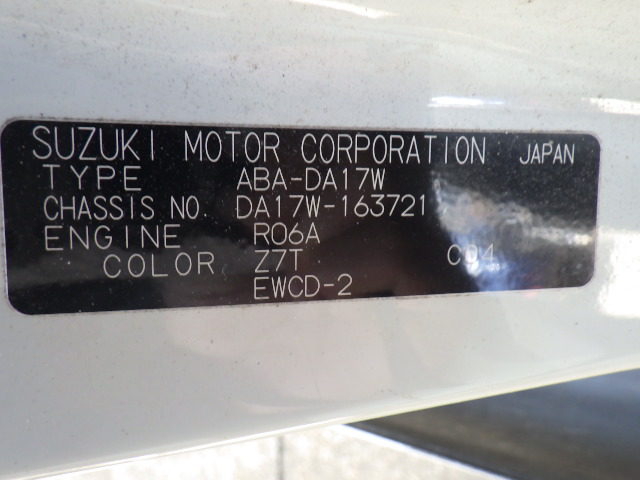 SUZUKI MOTOR CORPORATION JAPAN
TYPE ABA-DA17W
CHASSIS NO. DA17W-163721
ENGINE R06A
COLOR Z7T C04
EWCD-2